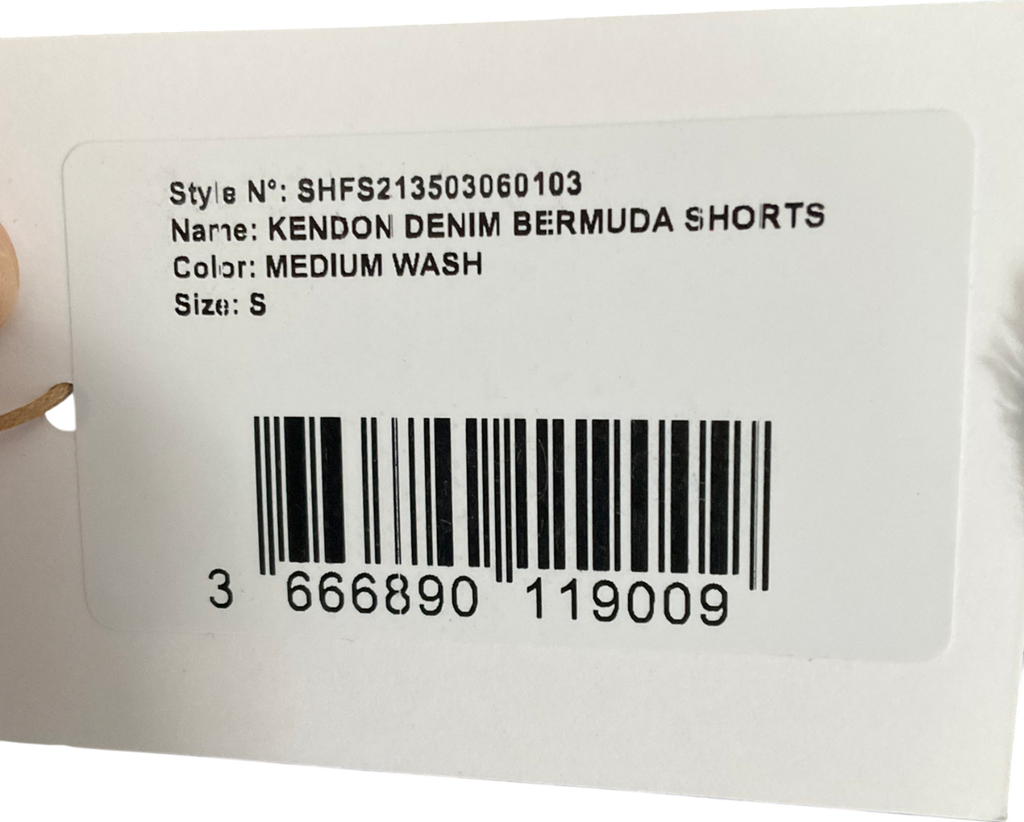 Style N°: SHFS213503060103
Name: KENDON DENIM BERMUDA SHORTS
Color: MEDIUM WASH
Size: S
3 666890 119009